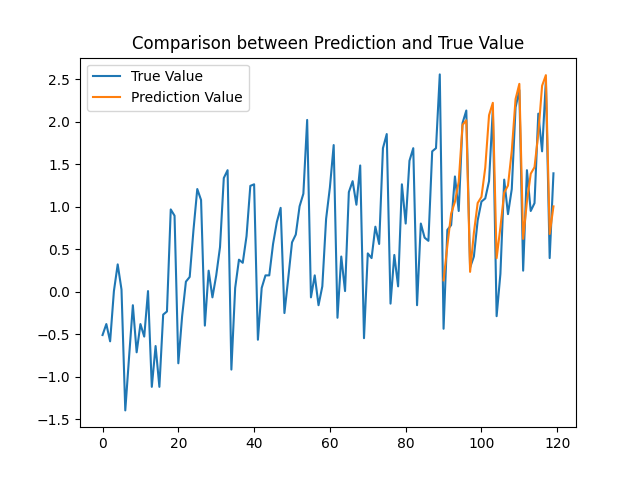 Comparison between Prediction and True Value
True Value
Prediction Value
2.5
2.0
1.5
1.0
0.5
0.0
−0.5
−1.0
−1.5
0 20 40 60 80 100 120